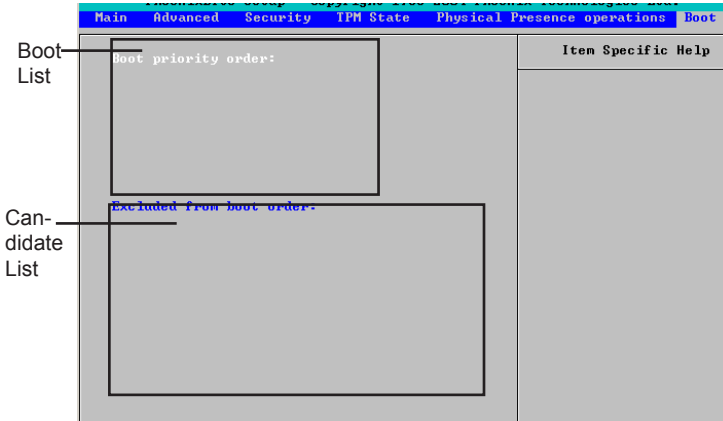 Main Advanced Security TPM State Physical Presence operations Boot
Boot
List
Boot priority order:
Item Specific Help
Excluded from boot order:
Can-
didate
List